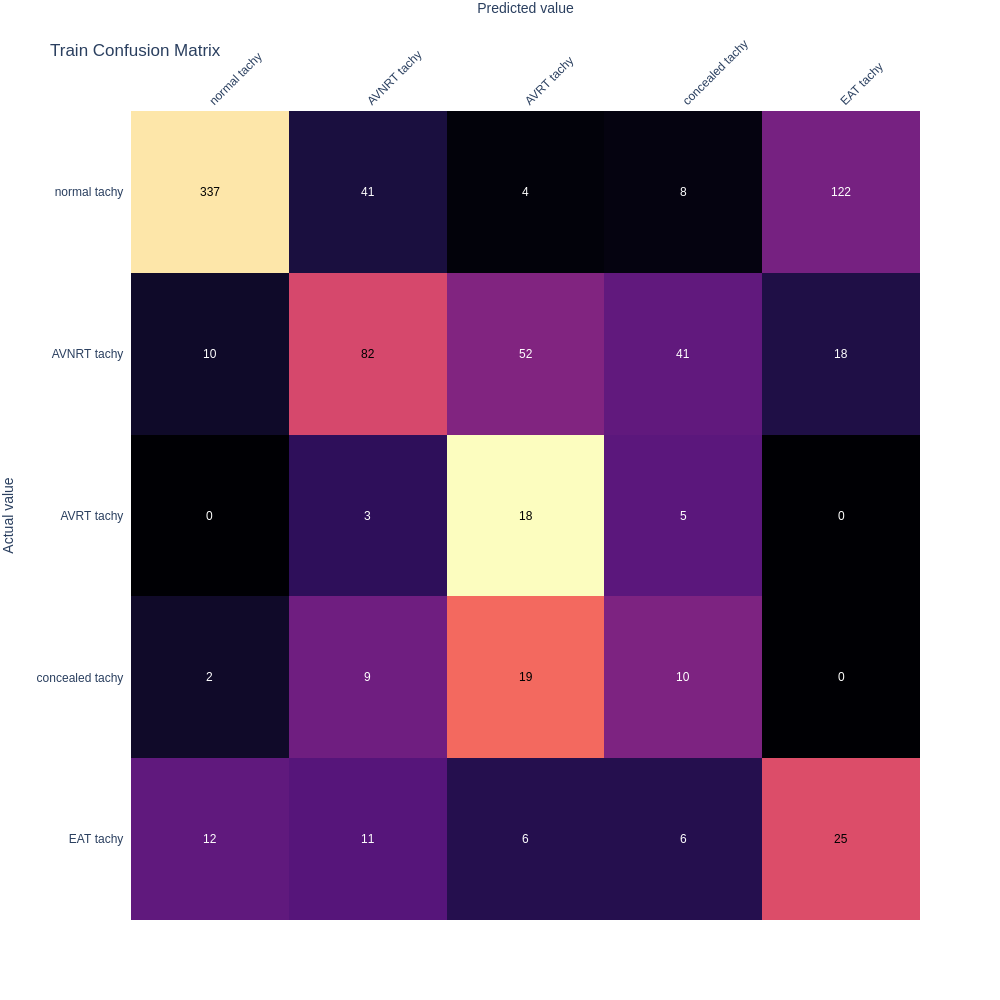 Predicted value
Train Confusion Matrix
normal tachy AVNRT tachy AVRT tachy concealed tachy EAT tachy
normal tachy 337 41 4 8 122
AVNRT tachy 10 82 52 41 18
Actual value
AVRT tachy 0 3 18 5 0
concealed tachy 2 9 19 10 0
EAT tachy 12 11 6 6 25